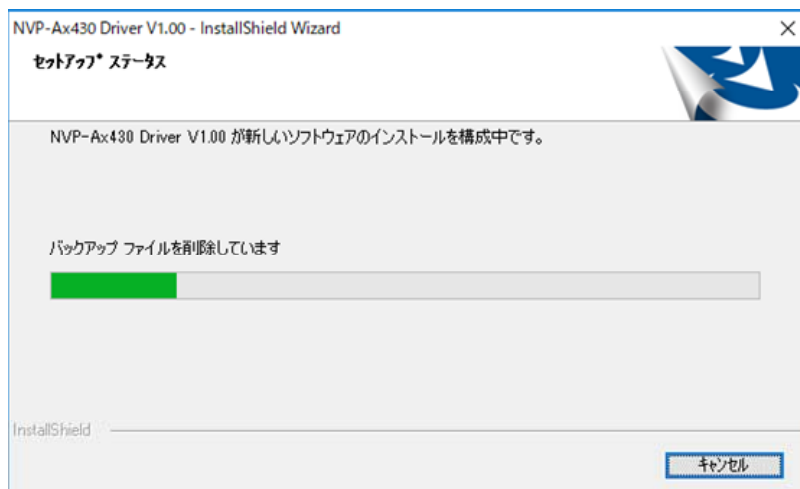 NVP-Ax430 Driver V1.00 - InstallShield Wizard
セットアップ ステータス
NVP-Ax430 Driver V1.00 が新しいソフトウェアのインストールを構成中です。
バックアップ ファイルを削除しています
InstallShield
キャンセル